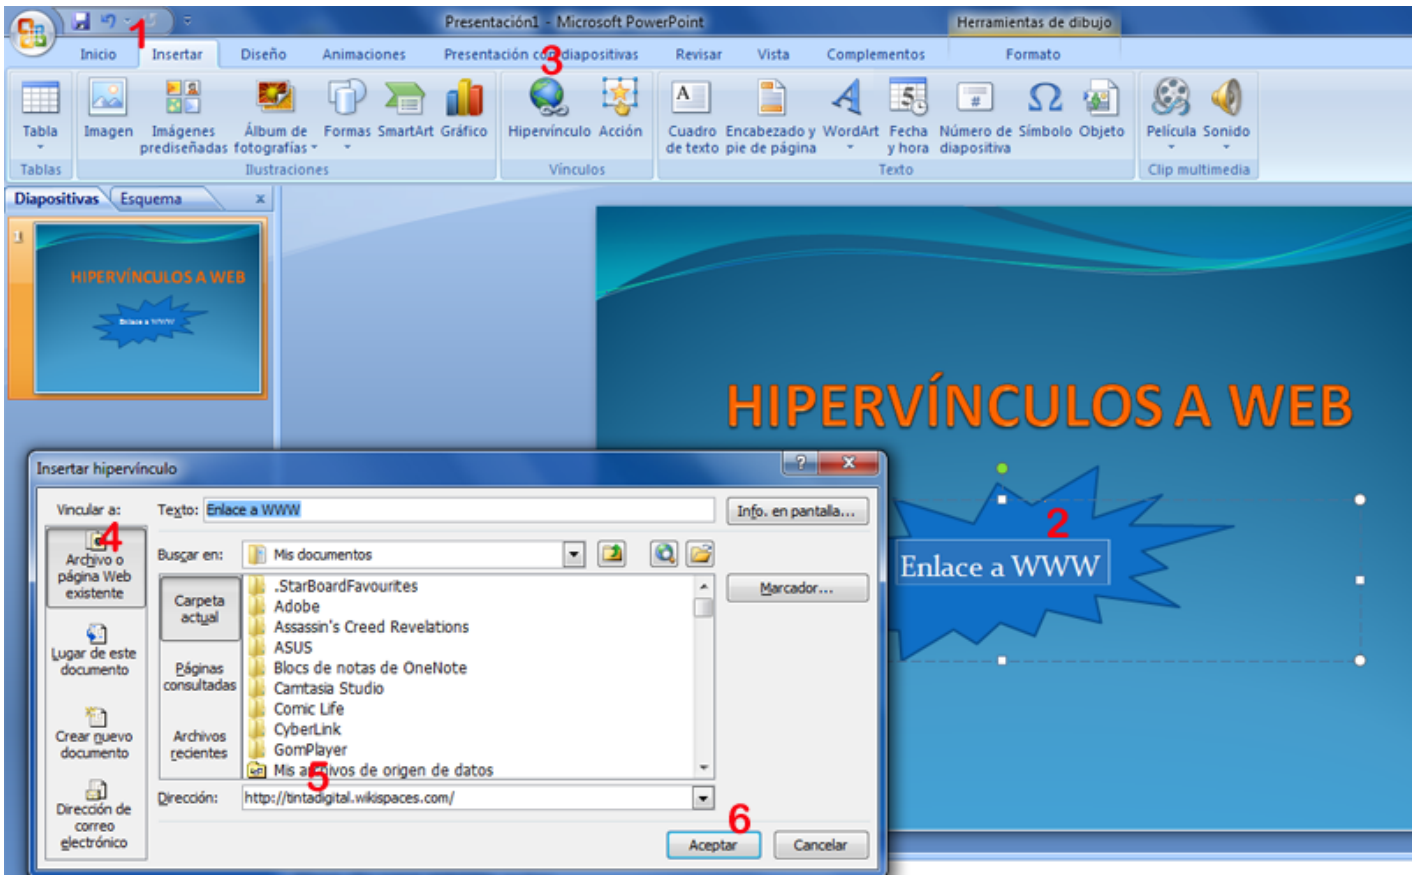 Presentación1 - Microsoft PowerPoint
Herramientas de dibujo
1
Inicio Insertar Diseño Animaciones Presentación con diapositivas Revisar Vista Complementos Formato
3
Tabla Imagen Imágenes prediseñadas Álbum de fotografías Formas SmartArt Gráfico Hipervínculo Acción Cuadro de texto Encabezado y pie de página WordArt Fecha y hora Número de diapositiva Símbolo Objeto Película Sonido
Tablas Ilustraciones Vínculos Texto Clip multimedia
Diapositivas Esquema x
1
HIPERVÍNCULOS A WEB
Enlace a WWW
HIPERVÍNCULOS A WEB
2
Enlace a WWW
Insertar hipervínculo
Vincular a:
Texto: Enlace a WWW
Info. en pantalla...
4
Archivo o
página Web
existente
Lugar de este
documento
Crear nuevo
documento
Dirección de
correo
electrónico
Buscar en: Mis documentos
Marcador...
Carpeta
actual
Páginas
consultadas
Archivos
recientes
.StarBoardFavourites
Adobe
Assassin's Creed Revelations
ASUS
Blocs de notas de OneNote
Camtasia Studio
Comic Life
CyberLink
GomPlayer
Mis archivos de origen de datos
5
Dirección: http://tintadigital.wikispaces.com/
6
Aceptar Cancelar